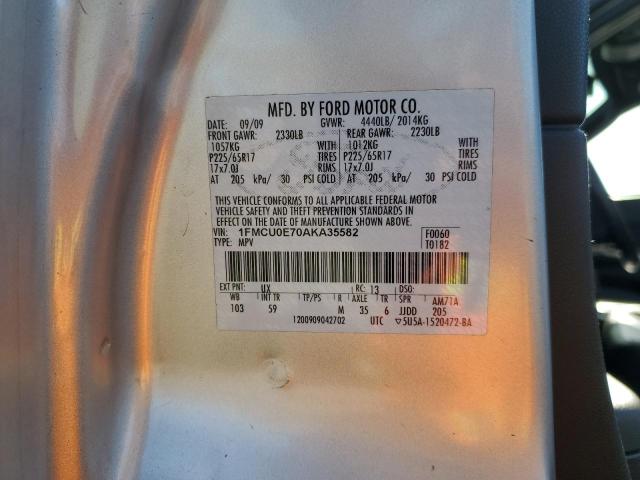 MFD. BY FORD MOTOR CO.
DATE: 09/09 GVWR: 4440LB/ 2014KG
FRONT GAWR: 2330LB REAR GAWR: 2230LB
1057KG WITH 1012KG WITH
P225/65R17 TIRES P225/65R17 TIRES
17x7.0J RIMS 17x7.0J RIMS
AT 205 kPa/ 30 PSI COLD AT 205 kPa/ 30 PSI COLD
THIS VEHICLE CONFORMS TO ALL APPLICABLE FEDERAL MOTOR
VEHICLE SAFETY AND THEFT PREVENTION STANDARDS IN
EFFECT ON THE DATE OF MANUFACTURE SHOWN ABOVE.
VIN: 1FMCU0E70AKA35582 F0060
TYPE: MPV T0182
EXT PNT: UX RC: 13 DSO:
WB INT TR TP/PS R AXLE TR SPR AM71A
103 59 M 35 6 JJDD 205
1200909042702 UTC ▽5U5A-1520472-BA